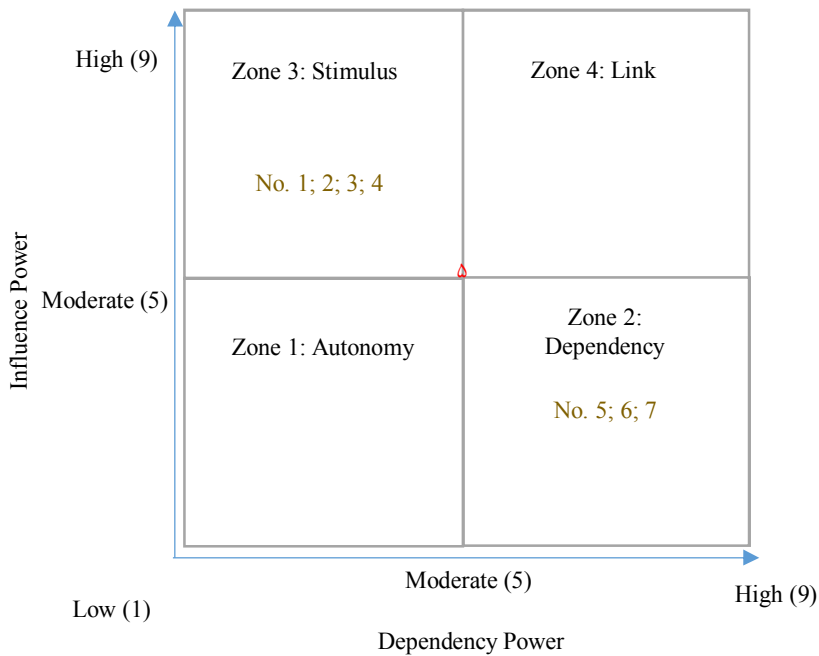 High (9)
Zone 3: Stimulus
Zone 4: Link
No. 1; 2; 3; 4
۵
Influence Power
Moderate (5)
Zone 1: Autonomy
Zone 2:
Dependency
No. 5; 6; 7
Moderate (5)
High (9)
Low (1)
Dependency Power